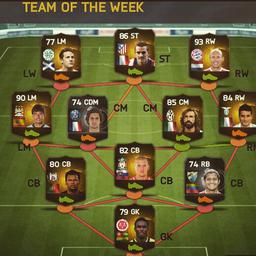 TEAM OF THE WEEK
77 LM
86 ST
93 RW
LW
ST
RW
90 LM
74 CDM
85 CM
84 RW
CM
CM
LM
80 CB
82 CB
74 RB
CB
CB
CB
79 GK
GK